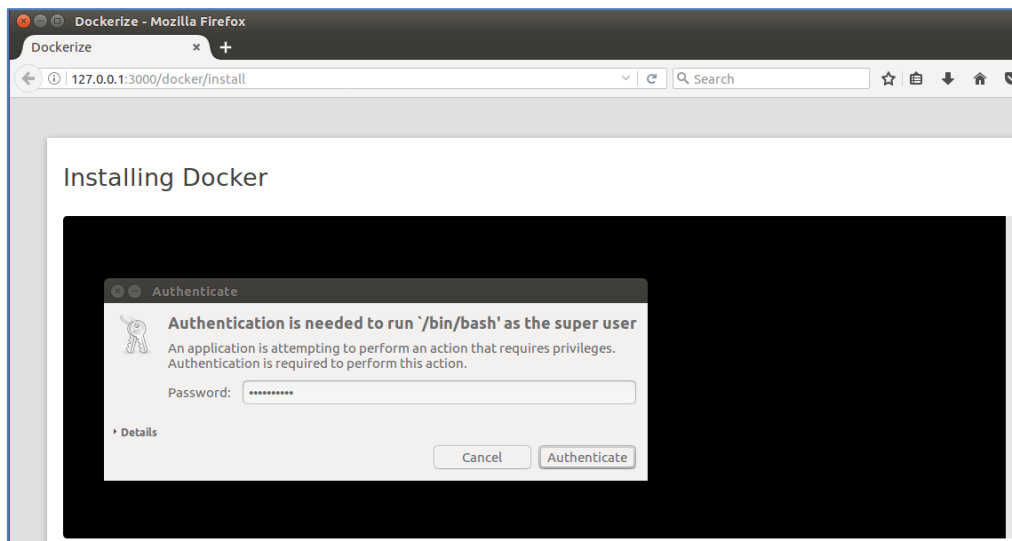 Dockerize - Mozilla Firefox
Dockerize
127.0.0.1:3000/docker/install
Search
Installing Docker
Authenticate
Authentication is needed to run `/bin/bash' as the super user
An application is attempting to perform an action that requires privileges.
Authentication is required to perform this action.
Password: ••••••••••
Details
Cancel Authenticate